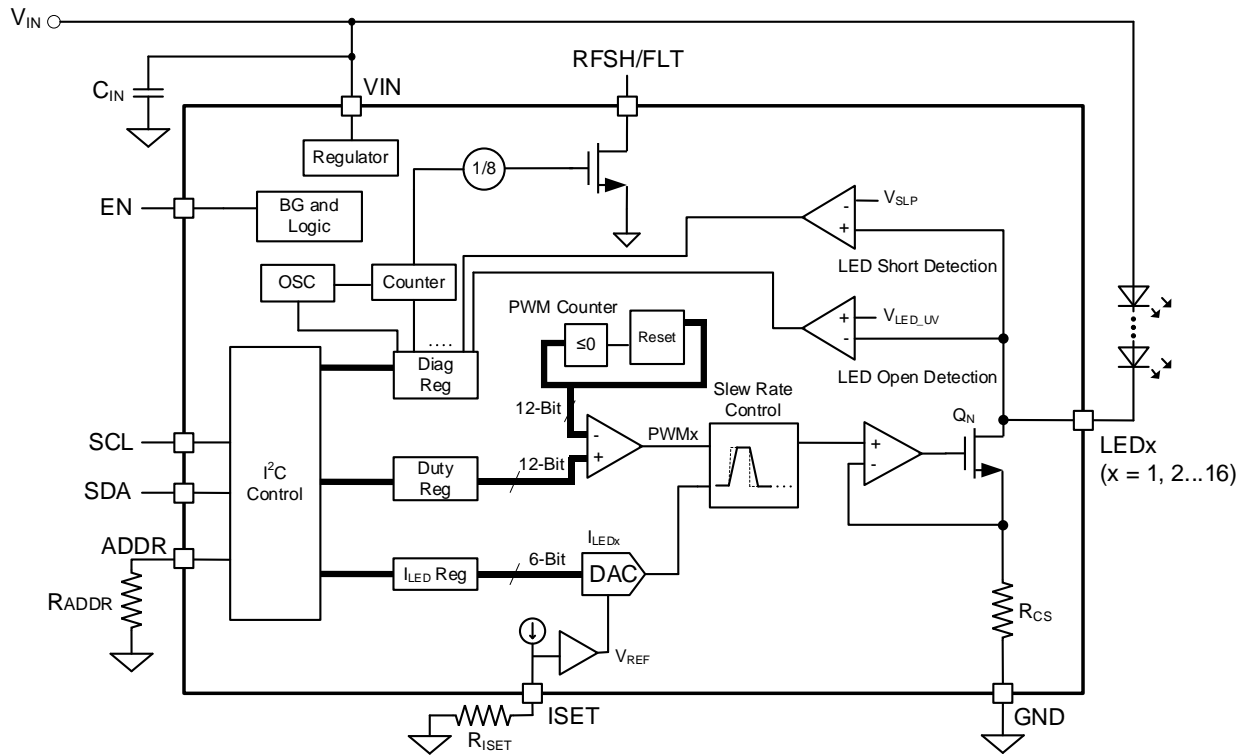 VIN
RFSH/FLT
CIN
VIN
Regulator
1/8
EN
BG and
Logic
VSLP
-
+
LED Short Detection
OSC
Counter
PWM Counter
≤0
Reset
+
VLED_UV
-
LED Open Detection
....
Diag
Reg
12-Bit
Slew Rate
Control
QN
SCL
-
+
PWMx
+
-
LEDx
(x = 1, 2...16)
I²C
Control
Duty
Reg
12-Bit
SDA
ADDR
ILEDx
ILED Reg
6-Bit
DAC
RADDR
RCS
VREF
ISET
GND
RISET